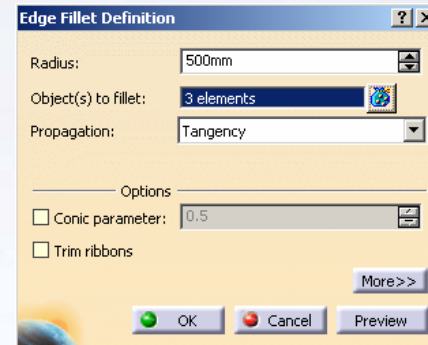 Edge Fillet Definition ? X
Radius: 500mm
Object(s) to fillet: 3 elements
Propagation: Tangency
Options
Conic parameter: 0.5
Trim ribbons
More>>
OK Cancel Preview